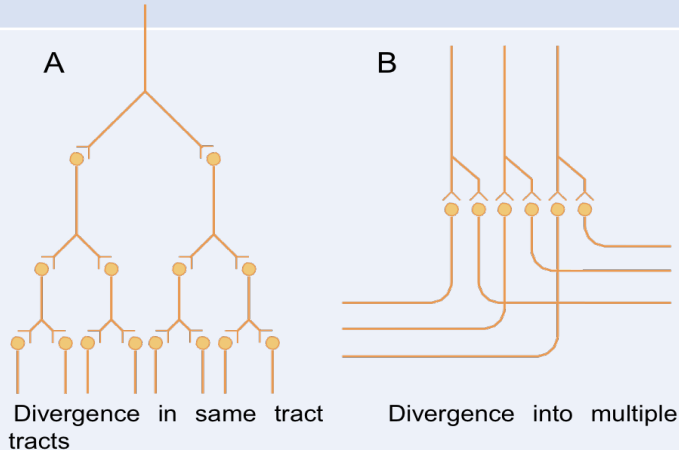 A
B
Divergence in same tract Divergence into multiple
tracts